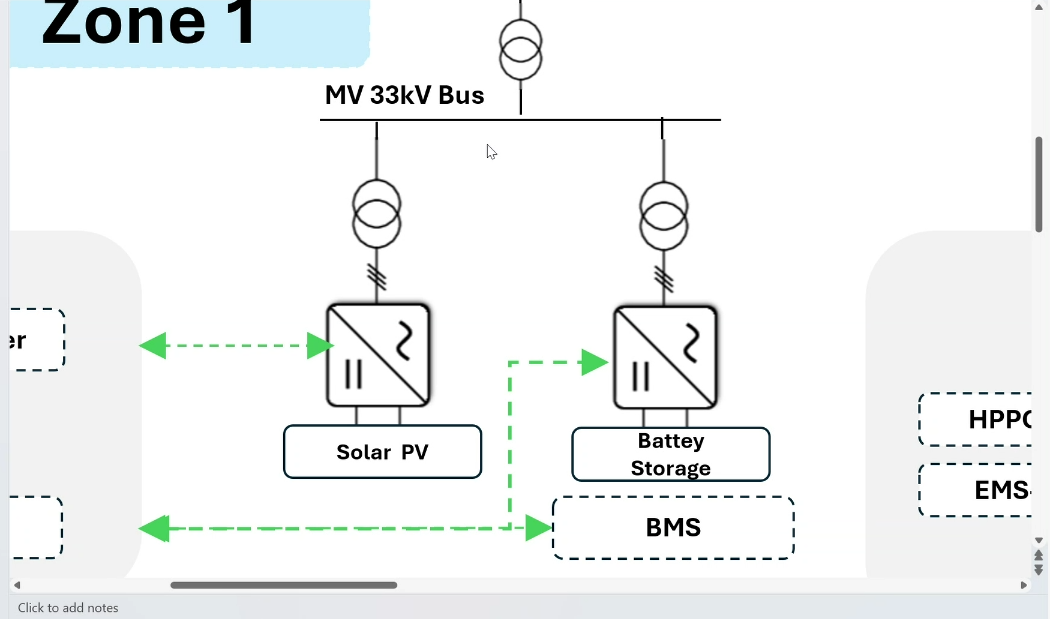 Zone 1
MV 33kV Bus
er
Solar PV
Battey
Storage
BMS
HPPC
EMS-
Click to add notes